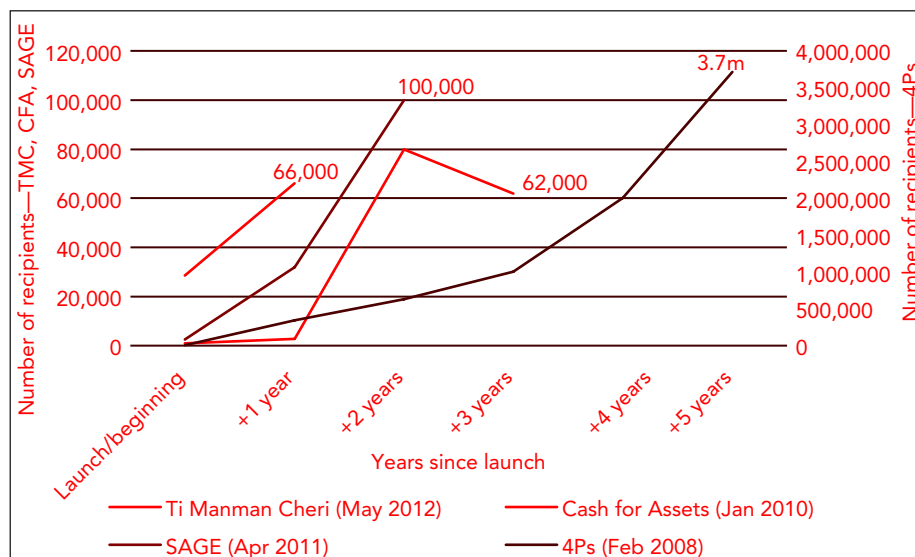 Number of recipients—TMC, CFA, SAGE
120,000
100,000
80,000
60,000
40,000
20,000
0
66,000
100,000
62,000
3.7m
4,000,000
3,500,000
3,000,000
2,500,000
2,000,000
1,500,000
1,000,000
500,000
0
Number of recipients—4Ps
Launch/beginning
+1 year
+2 years
+3 years
+4 years
+5 years
Years since launch
Ti Manman Cheri (May 2012)
Cash for Assets (Jan 2010)
SAGE (Apr 2011)
4Ps (Feb 2008)